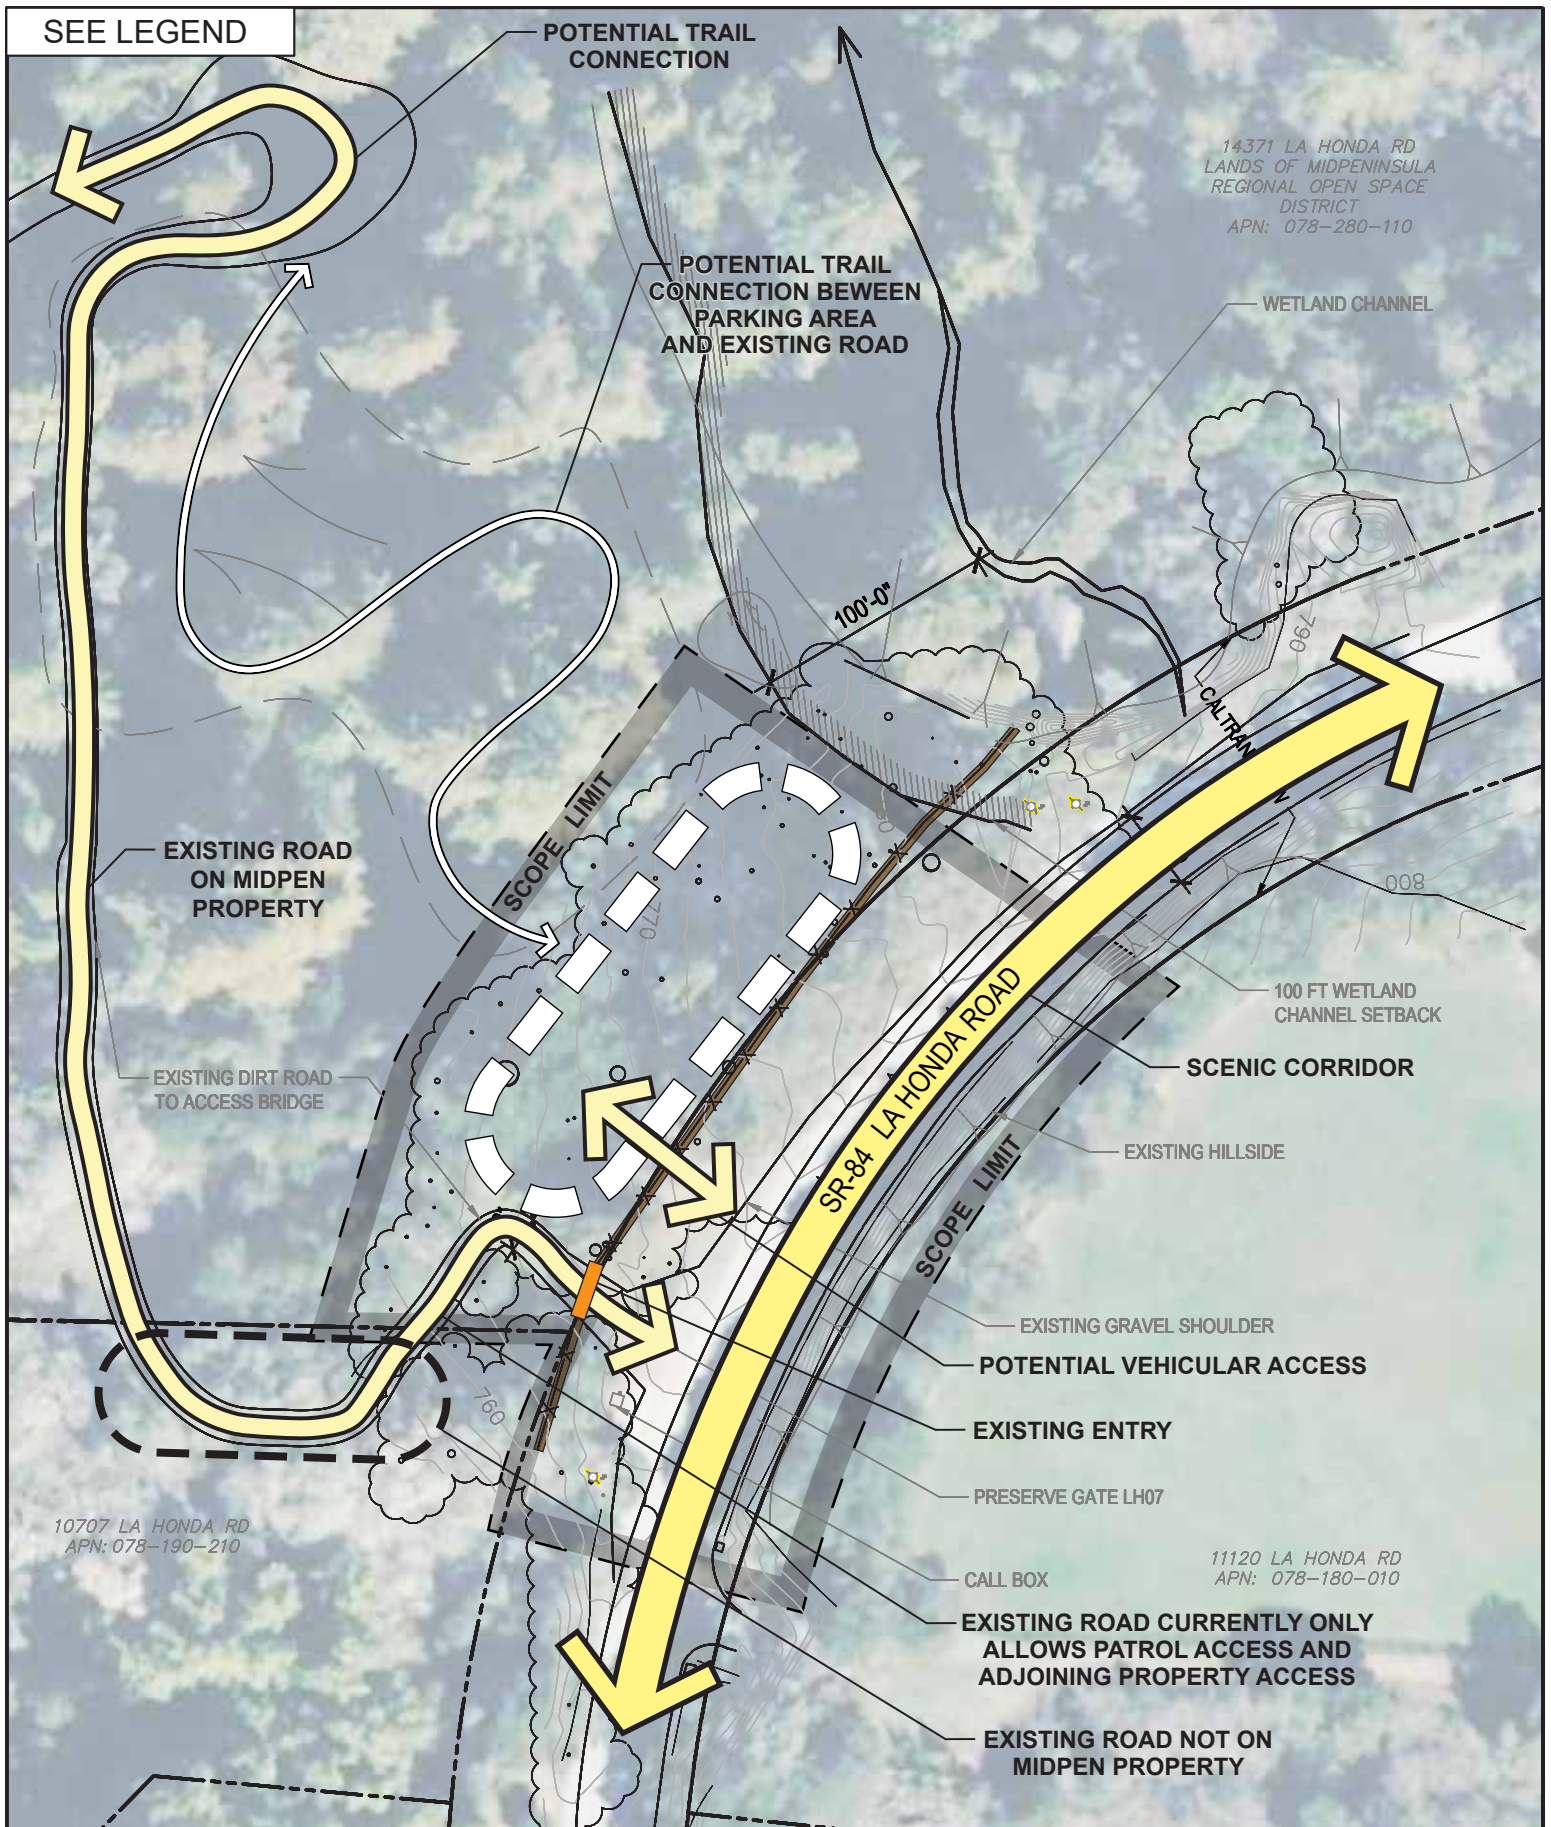 SEE LEGEND
POTENTIAL TRAIL
CONNECTION
14371 LA HONDA RD
LANDS OF MIDPENINSULA
REGIONAL OPEN SPACE
DISTRICT
APN: 078-280-110
POTENTIAL TRAIL
CONNECTION BEWEEN
PARKING AREA
AND EXISTING ROAD
WETLAND CHANNEL
100'-0"
790
CALTRAN
SCOPE LIMIT
EXISTING ROAD
ON MIDPEN
PROPERTY
770
800
100 FT WETLAND
CHANNEL SETBACK
SR-84 LA HONDA ROAD
SCENIC CORRIDOR
EXISTING DIRT ROAD
TO ACCESS BRIDGE
EXISTING HILLSIDE
SCOPE LIMIT
EXISTING GRAVEL SHOULDER
POTENTIAL VEHICULAR ACCESS
760
EXISTING ENTRY
PRESERVE GATE LH07
10707 LA HONDA RD
APN: 078-190-210
11120 LA HONDA RD
APN: 078-180-010
CALL BOX
EXISTING ROAD CURRENTLY ONLY
ALLOWS PATROL ACCESS AND
ADJOINING PROPERTY ACCESS
EXISTING ROAD NOT ON
MIDPEN PROPERTY